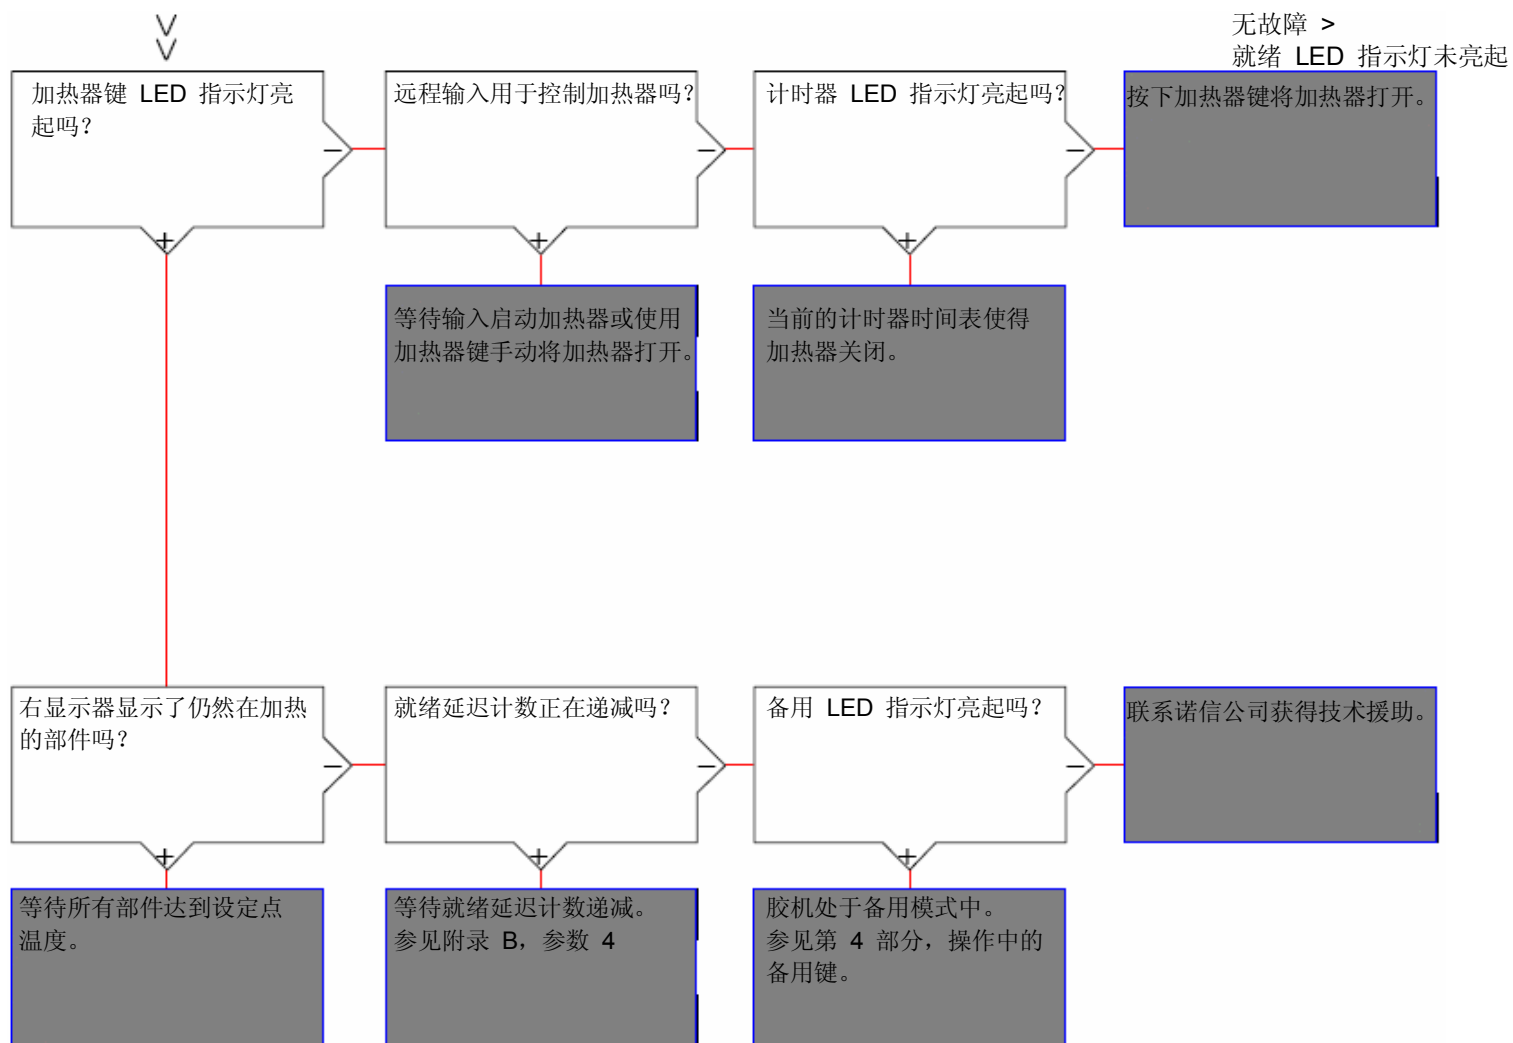 无故障 >
就绪 LED 指示灯未亮起
加热器键 LED 指示灯亮
起吗？
远程输入用于控制加热器吗？
计时器 LED 指示灯亮起吗？
按下加热器键将加热器打开。
等待输入启动加热器或使用
加热器键手动将加热器打开。
当前的计时器时间表使得
加热器关闭。
右显示器显示了仍然在加热
的部件吗？
就绪延迟计数正在递减吗？
备用 LED 指示灯亮起吗？
联系诺信公司获得技术援助。
等待所有部件达到设定点
温度。
等待就绪延迟计数递减。
参见附录 B，参数 4
胶机处于备用模式中。
参见第 4 部分，操作中的
备用键。